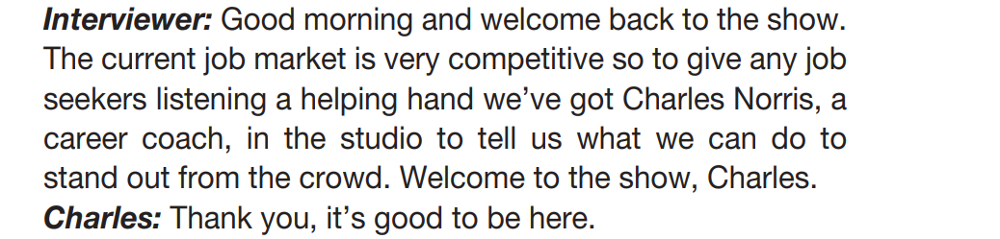 Interviewer: Good morning and welcome back to the show.
The current job market is very competitive so to give any job
seekers listening a helping hand we’ve got Charles Norris, a
career coach, in the studio to tell us what we can do to
stand out from the crowd. Welcome to the show, Charles.
Charles: Thank you, it’s good to be here.